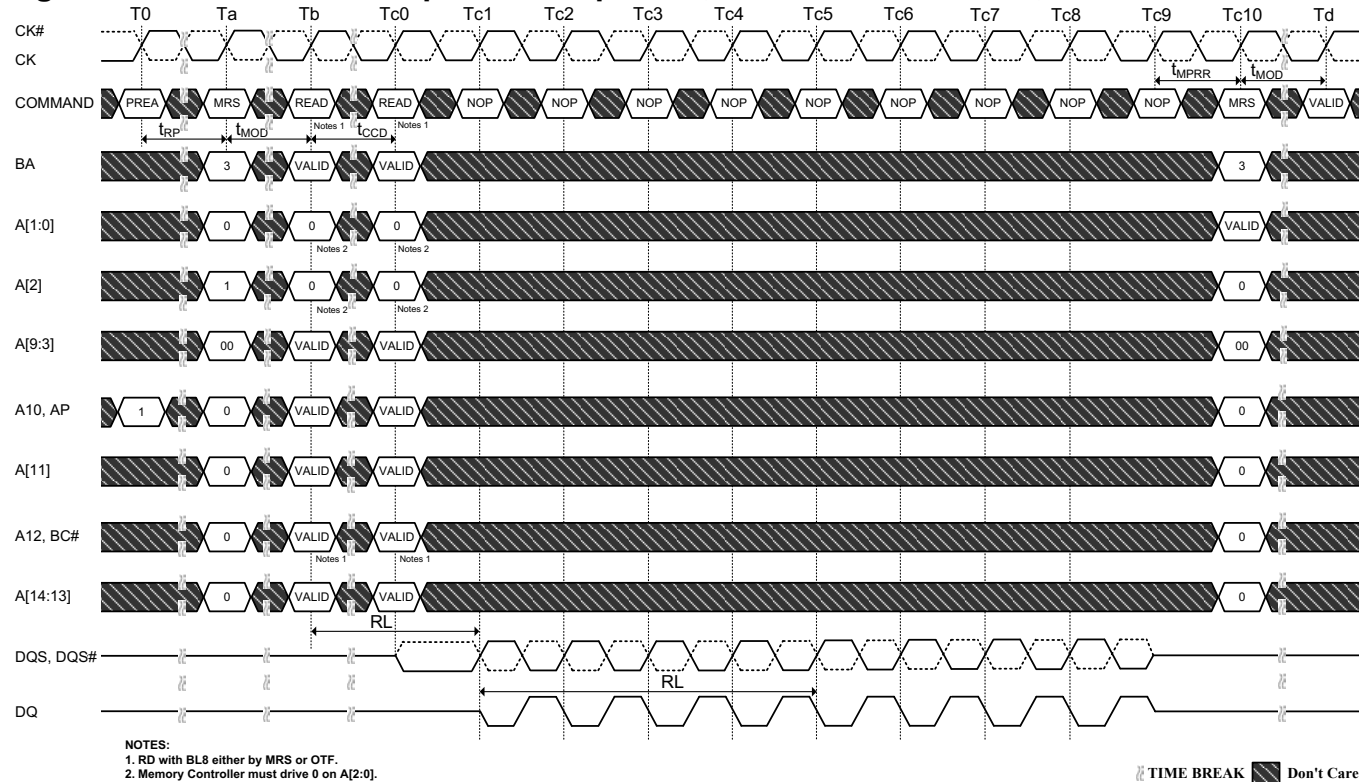 T0 Ta Tb Tc0 Tc1 Tc2 Tc3 Tc4 Tc5 Tc6 Tc7 Tc8 Tc9 Tc10 Td
CK#
CK
tMPRR tMOD
COMMAND PREA MRS READ READ NOP NOP NOP NOP NOP NOP NOP NOP NOP MRS VALID
Notes 1 Notes 1
tRP tMOD tCCD
BA 3 VALID VALID 3
A[1:0] 0 0 0 VALID
Notes 2 Notes 2
A[2] 1 0 0 0
Notes 2 Notes 2
A[9:3] 00 VALID VALID 00
A10, AP 1 0 VALID VALID 0
A[11] 0 VALID VALID 0
A12, BC# 0 VALID VALID 0
Notes 1 Notes 1
A[14:13] 0 VALID VALID 0
RL
DQS, DQS#
RL
DQ
NOTES:
1. RD with BL8 either by MRS or OTF.
2. Memory Controller must drive 0 on A[2:0].
TIME BREAK Don't Care